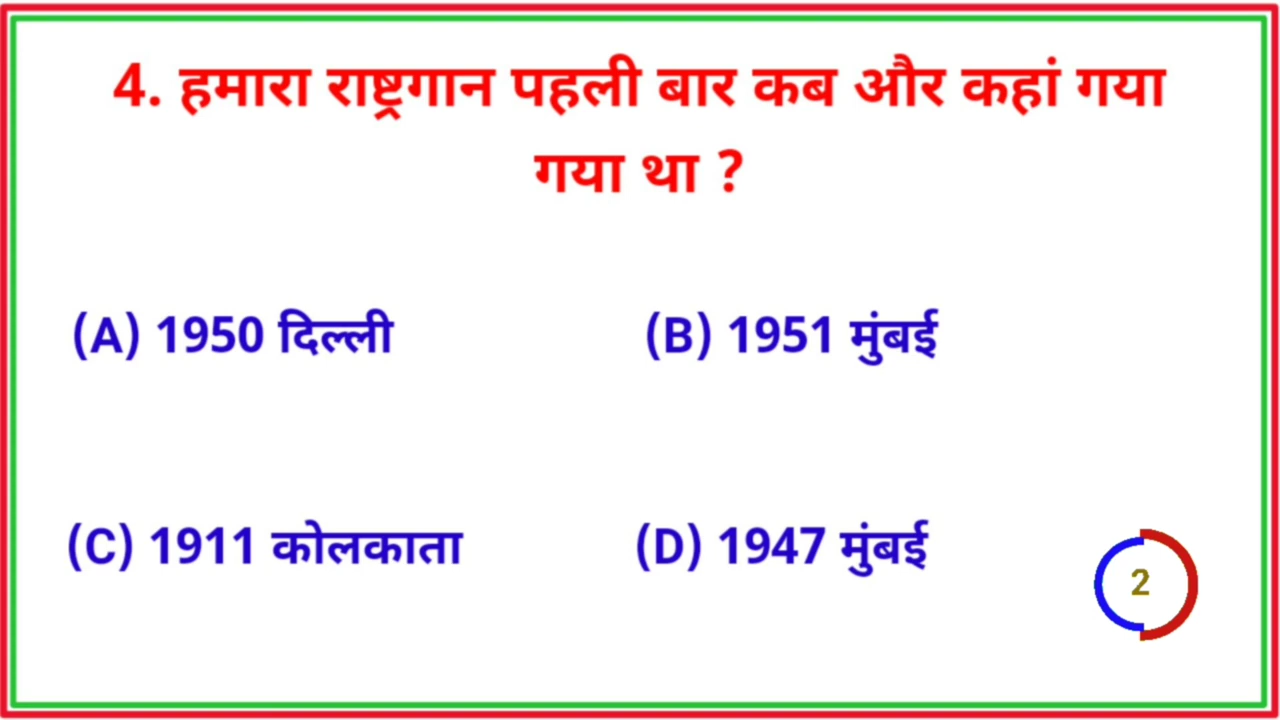 4. हमारा राष्ट्रगान पहली बार कब और कहां गया
गया था ?
(A) 1950 दिल्ली
(B) 1951 मुंबई
(C) 1911 कोलकाता
(D) 1947 मुंबई
2